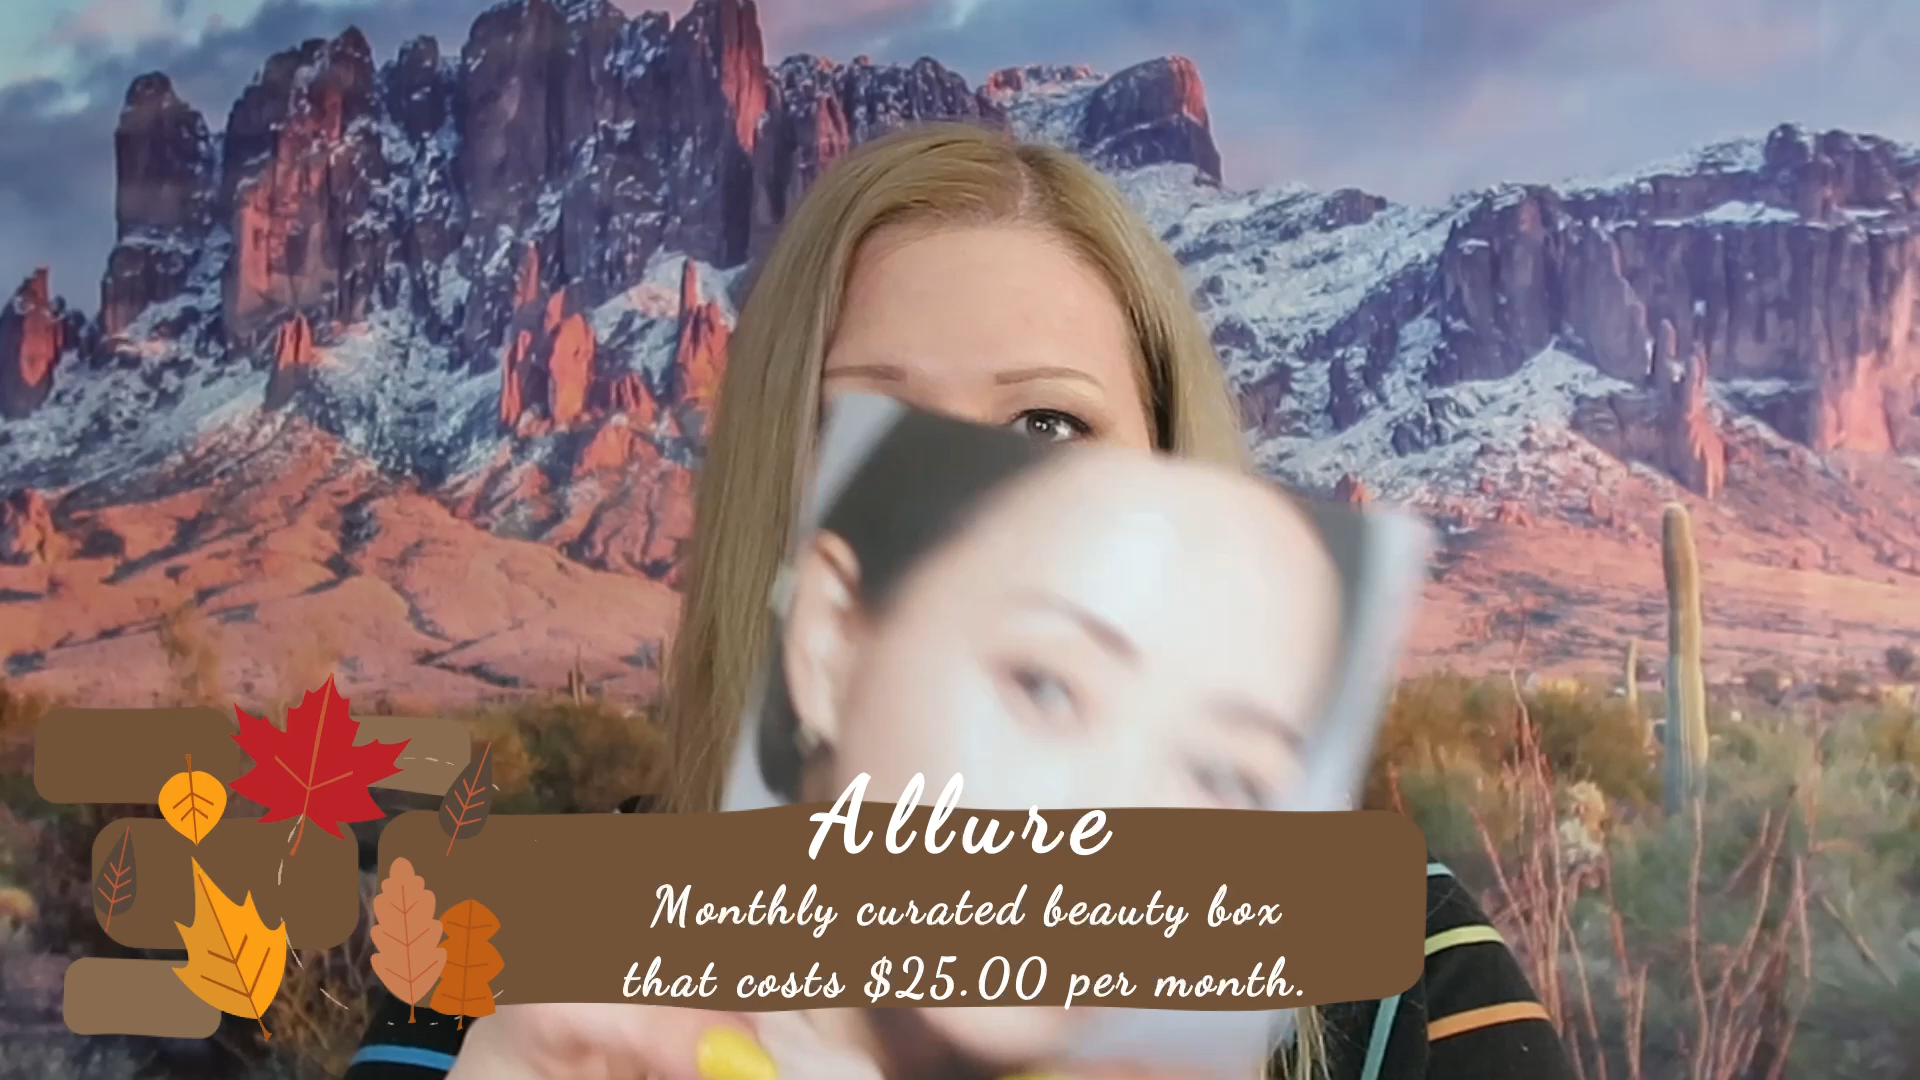 Allure
Monthly curated beauty box
that costs $25.00 per month.